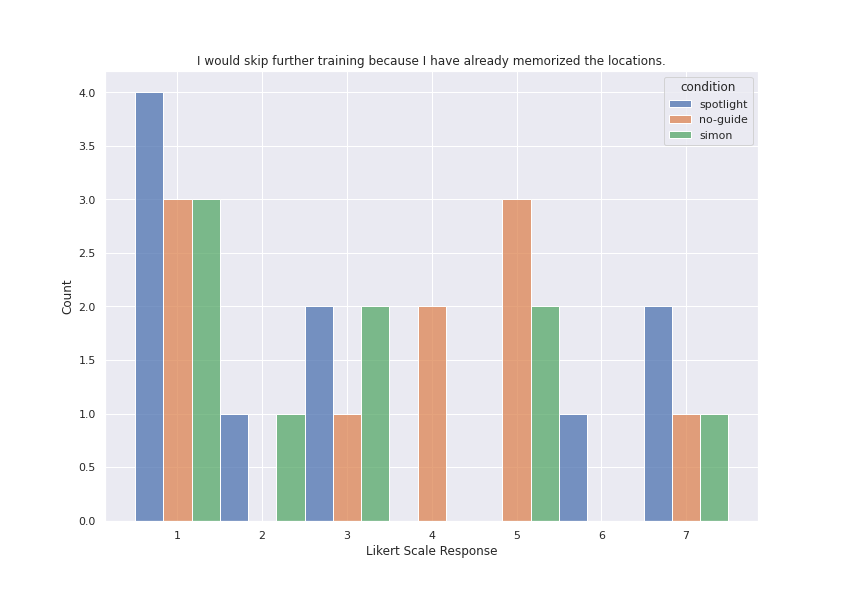 I would skip further training because I have already memorized the locations.
condition
spotlight
no-guide
simon
Count
4.0
3.5
3.0
2.5
2.0
1.5
1.0
0.5
0.0
1 2 3 4 5 6 7
Likert Scale Response